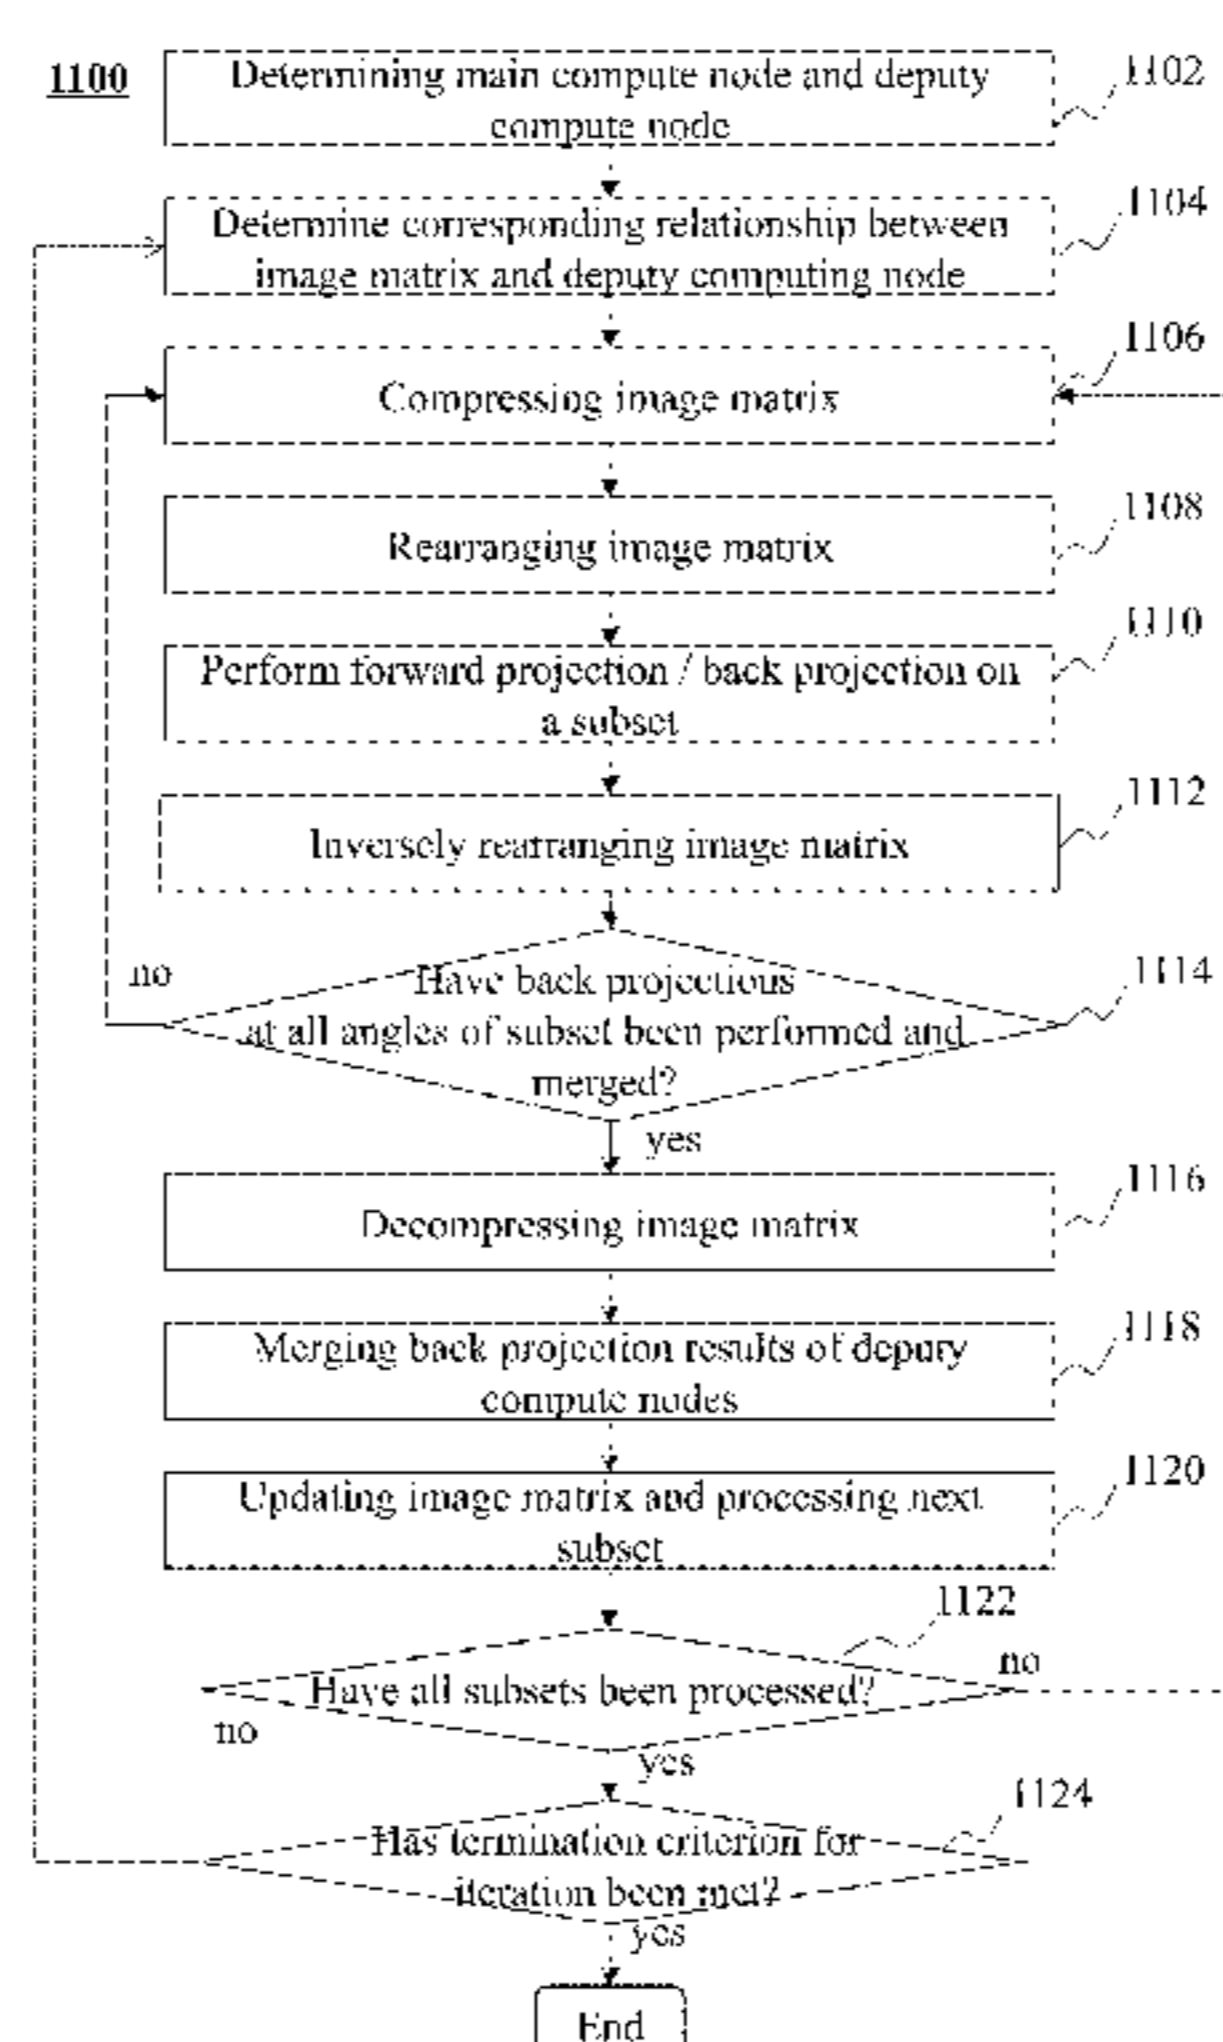 1100
Determining main compute node and deputy
compute node
1102
Determine corresponding relationship between
image matrix and deputy computing node
1104
Compressing image matrix
1106
Rearranging image matrix
1108
Perform forward projection / back projection on
a subset
1110
Inversely rearranging image matrix
1112
Have back projections
at all angles of subset been performed and
merged?
1114
no
yes
Decompressing image matrix
1116
Merging back projection results of deputy
compute nodes
1118
Updating image matrix and processing next
subset
1120
1122
Have all subsets been processed?
no
no
yes
1124
Has termination criterion for
iteration been met?
yes
End